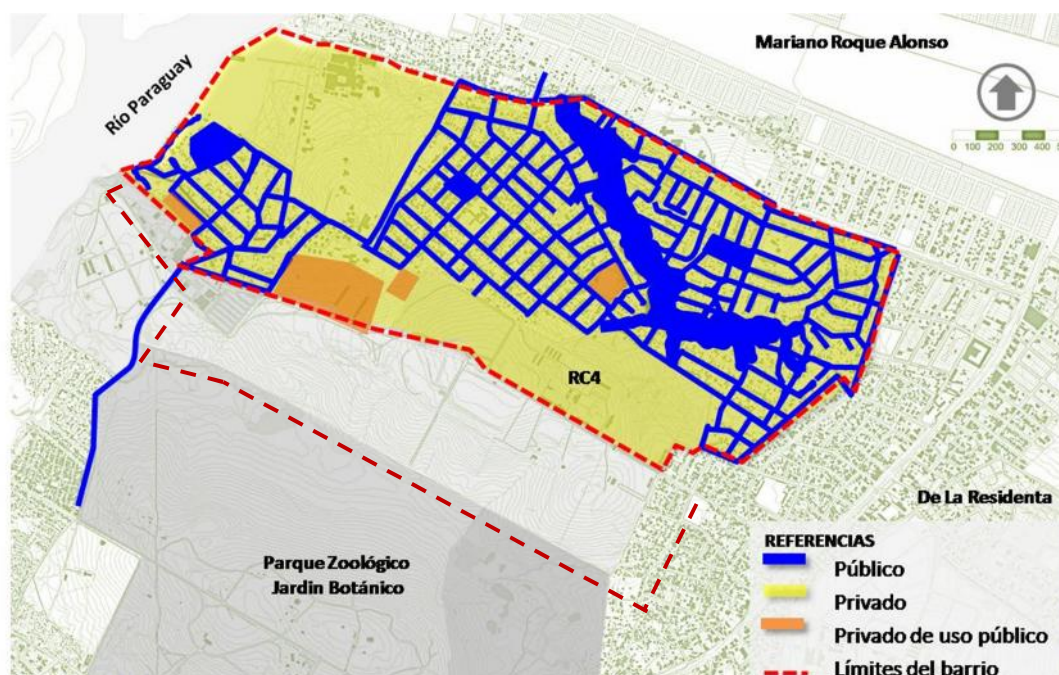 Mariano Roque Alonso
Río Paraguay
0 100 200 300 400
RC4
De La Residenta
Parque Zoológico
Jardin Botánico
REFERENCIAS
Público
Privado
Privado de uso público
Límites del barrio